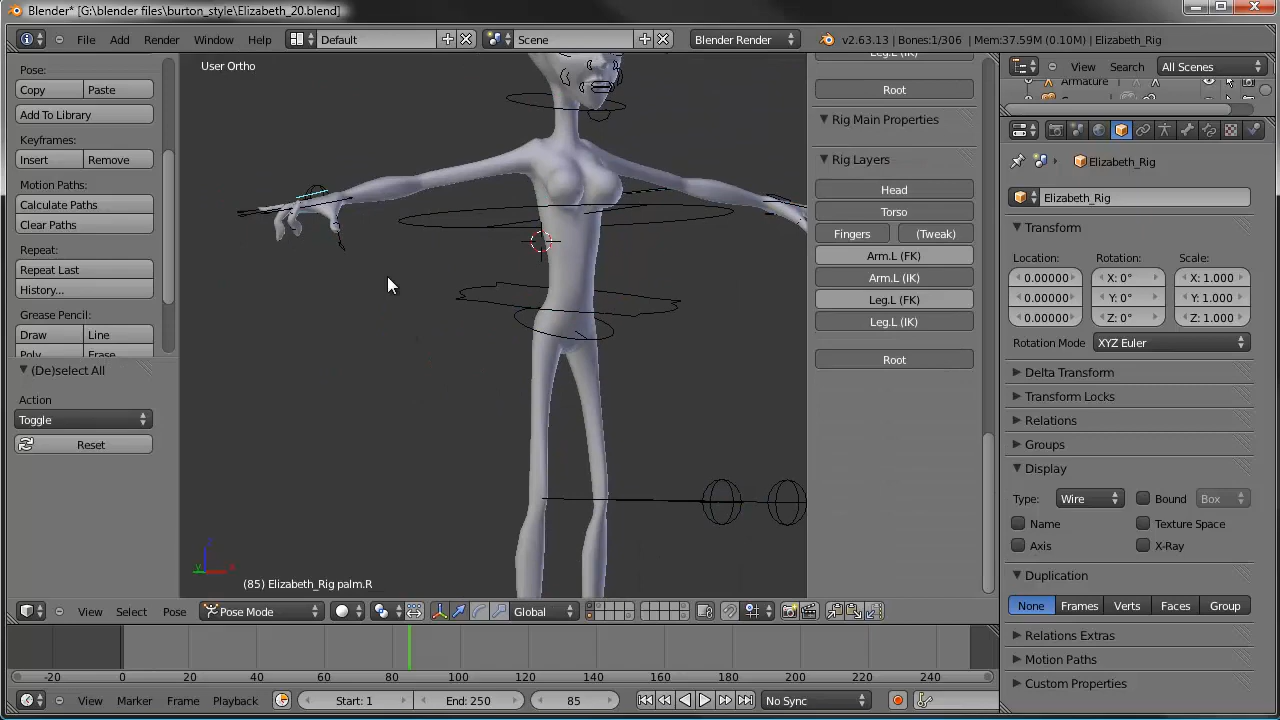 Blender* [G:\blender files\burton_style\Elizabeth_20.blend]
File Add Render Window Help Default Scene Blender Render v2.63.13 | Bones:1/306 | Mem:37.59M (0.10M) | Elizabeth_Rig
Pose:
Copy Paste
Add To Library
Keyframes:
Insert Remove
Motion Paths:
Calculate Paths
Clear Paths
Repeat:
Repeat Last
History...
Grease Pencil:
Draw Line
Poly Erase
(De)select All
Action
Toggle
Reset
User Ortho
(85) Elizabeth_Rig palm.R
Leg.L (IK)
Root
Rig Main Properties
Rig Layers
Head
Torso
Fingers (Tweak)
Arm.L (FK)
Arm.L (IK)
Leg.L (FK)
Leg.L (IK)
Root
View Search All Scenes
Armature
Elizabeth_Rig
Elizabeth_Rig
Transform
Location: Rotation: Scale:
0.00000 X: 0° X: 1.000
0.00000 Y: 0° Y: 1.000
0.00000 Z: 0° Z: 1.000
Rotation Mode XYZ Euler
Delta Transform
Transform Locks
Relations
Groups
Display
Type: Wire Bound Box
Name Texture Space
Axis X-Ray
Duplication
None Frames Verts Faces Group
Relations Extras
Motion Paths
Custom Properties
View Select Pose Pose Mode Global
-20 0 20 40 60 80 100 120 140 160 180 200 220 240
View Marker Frame Playback Start: 1 End: 250 85 No Sync